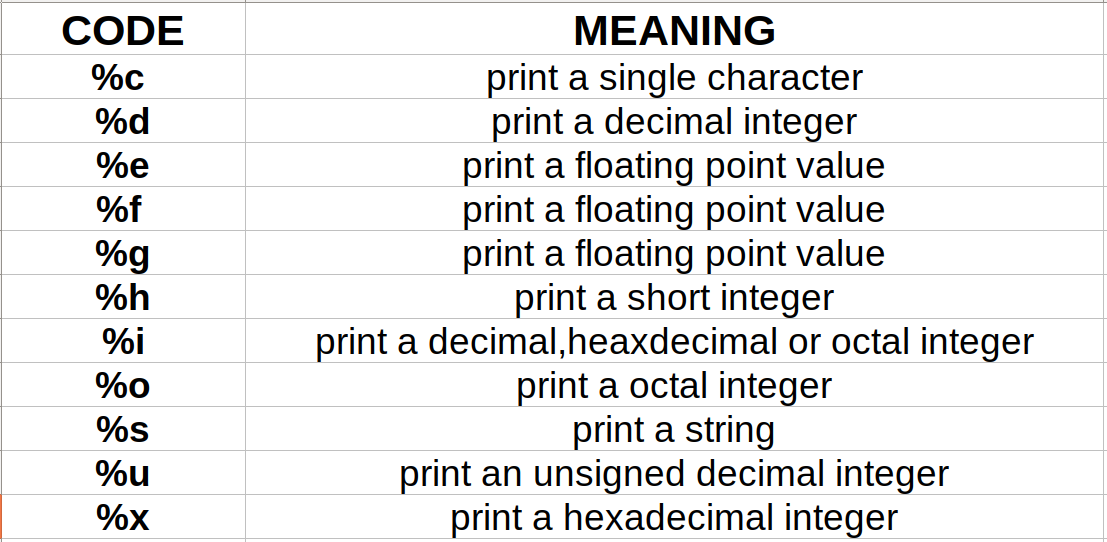 CODE MEANING
%c print a single character
%d print a decimal integer
%e print a floating point value
%f print a floating point value
%g print a floating point value
%h print a short integer
%i print a decimal,heaxdecimal or octal integer
%o print a octal integer
%s print a string
%u print an unsigned decimal integer
%x print a hexadecimal integer